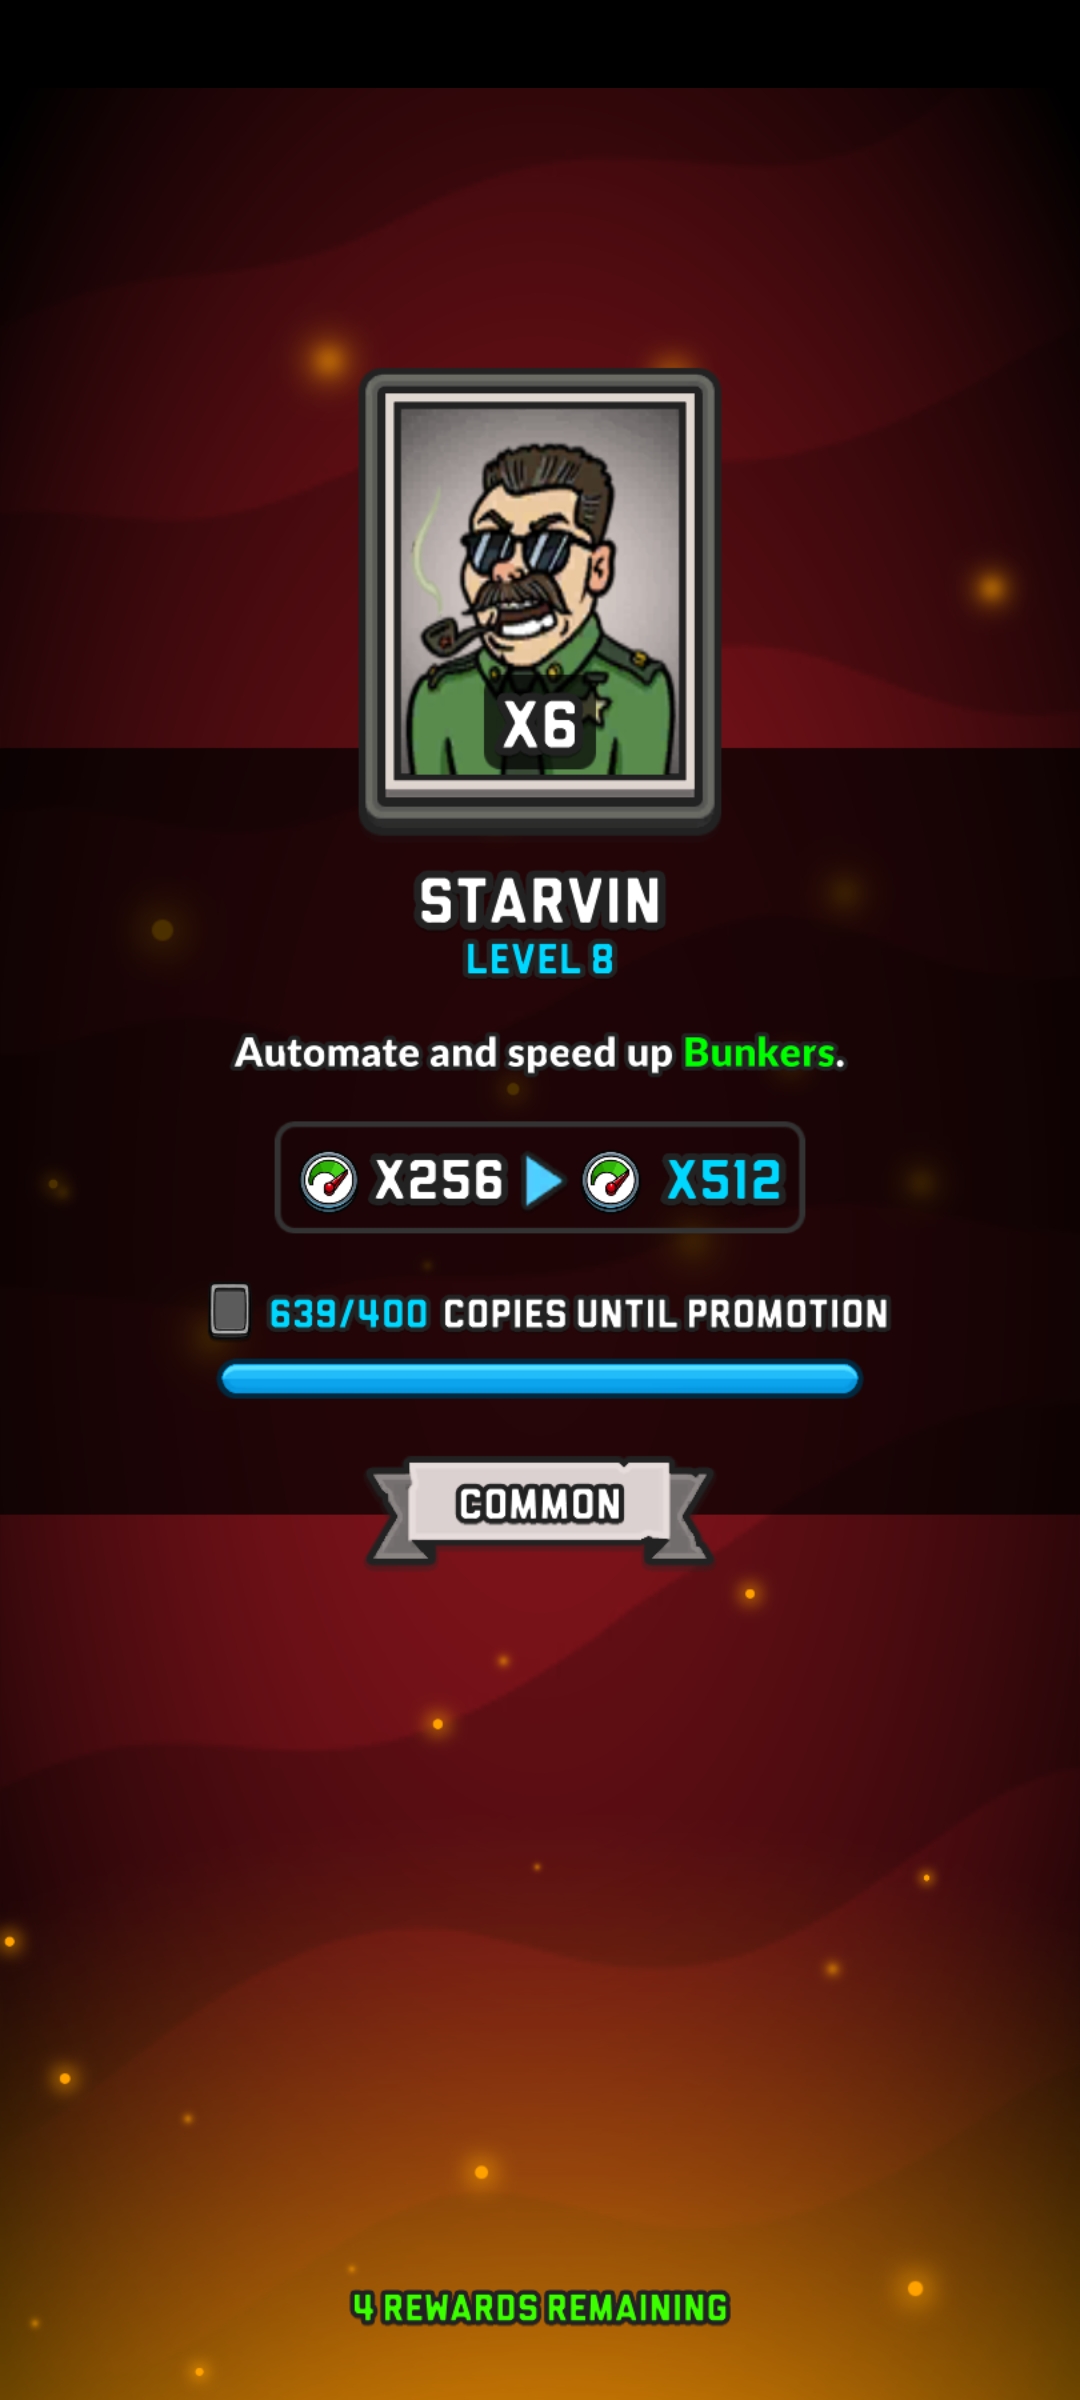 X6
STARVIN
LEVEL 8
Automate and speed up Bunkers.
X256 X512
639/400 COPIES UNTIL PROMOTION
COMMON
4 REWARDS REMAINING